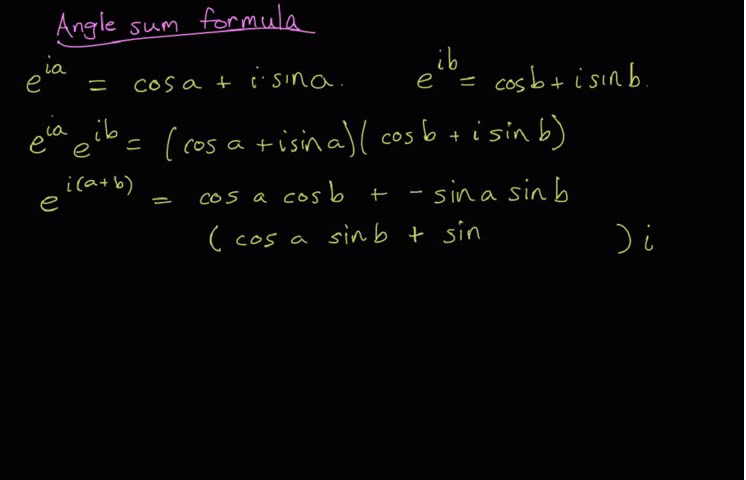 Angle sum formula
e^{ia} = cos a + i·sin a. e^{ib} = cos b + i sin b.
e^{ia} e^{ib} = (cos a + i sin a)(cos b + i sin b)
e^{i(a+b)} = cos a cos b + - sin a sin b
(cos a sin b + sin ) i